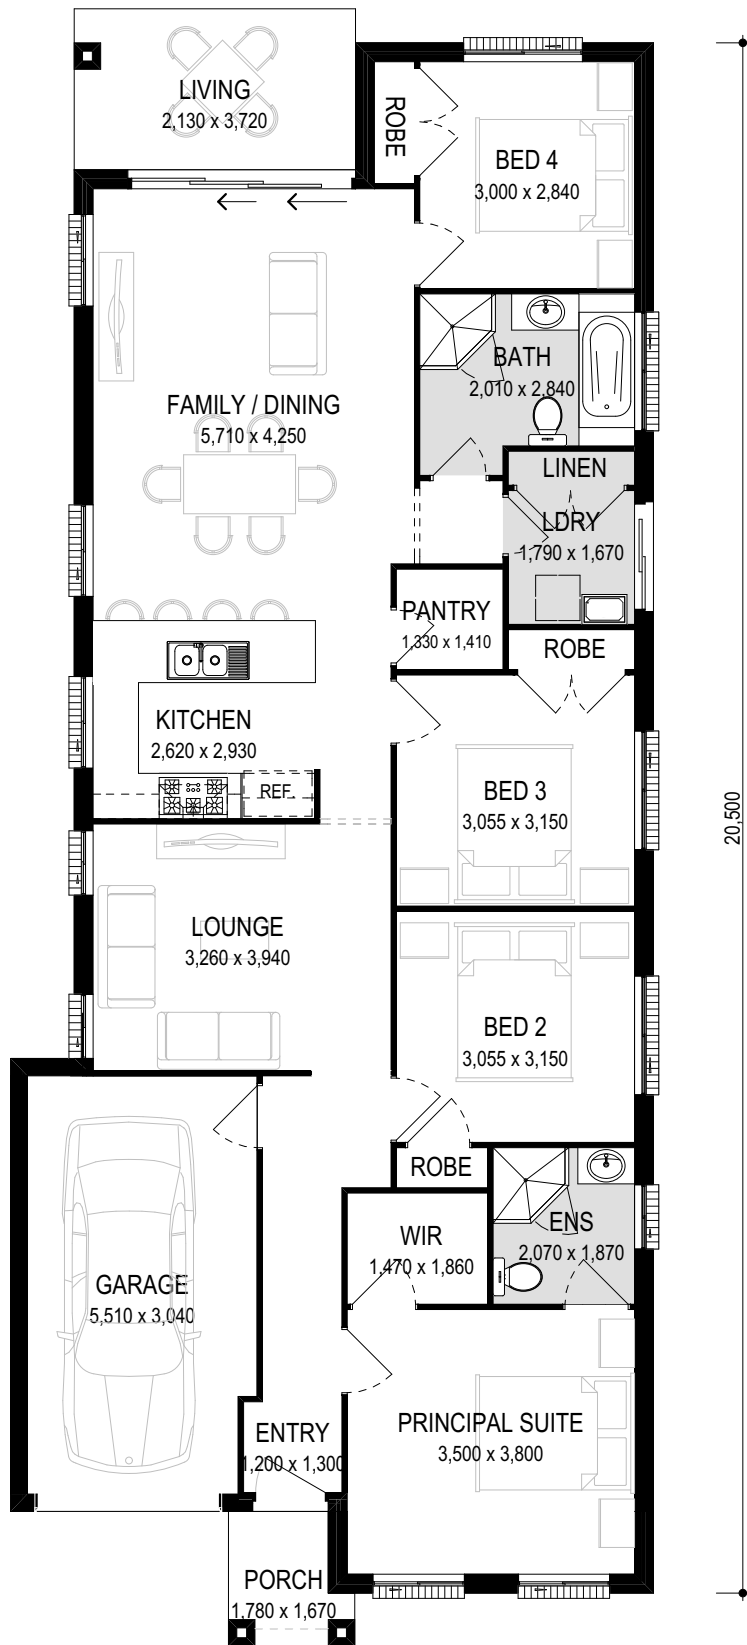 LIVING
2,130 x 3,720
ROBE
BED 4
3,000 x 2,840
BATH
2,010 x 2,840
FAMILY / DINING
5,710 x 4,250
LINEN
LDRY
1,790 x 1,670
PANTRY
1,330 x 1,410
ROBE
KITCHEN
2,620 x 2,930
REF.
BED 3
3,055 x 3,150
20,500
LOUNGE
3,260 x 3,940
BED 2
3,055 x 3,150
ROBE
WIR
1,470 x 1,860
ENS
2,070 x 1,870
GARAGE
5,510 x 3,040
ENTRY
1,200 x 1,300
PRINCIPAL SUITE
3,500 x 3,800
PORCH
1,780 x 1,670